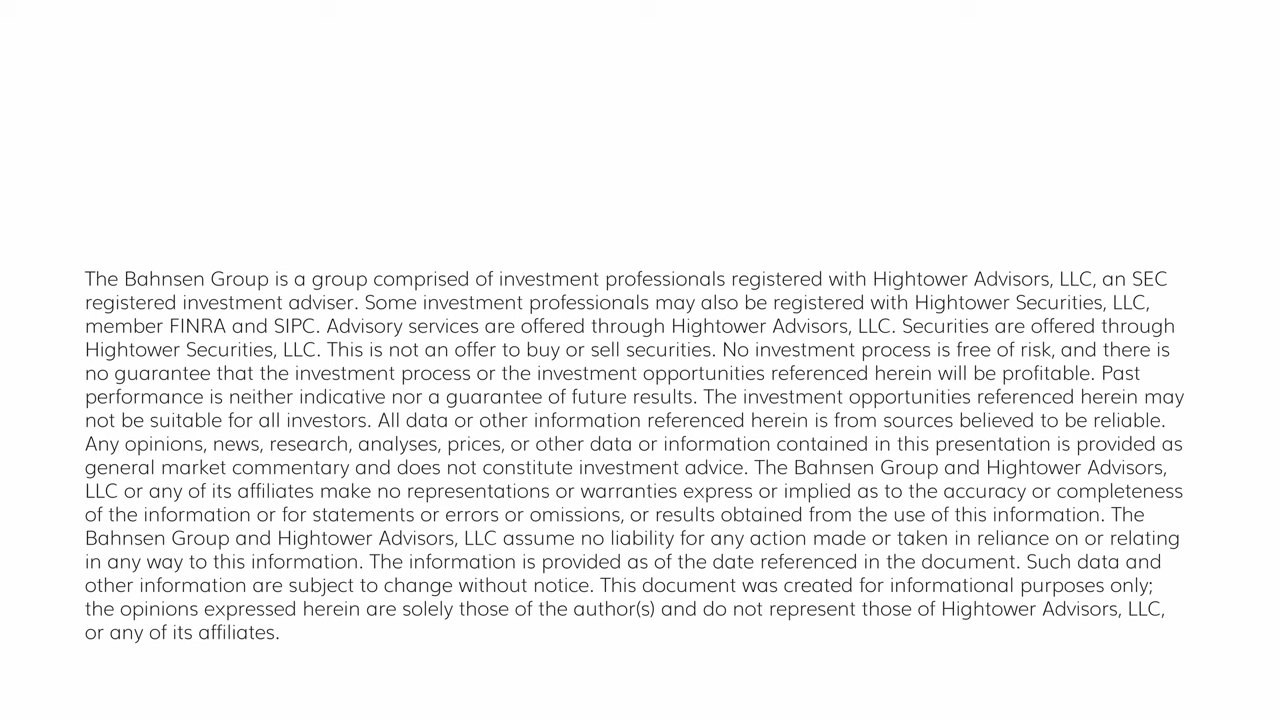 The Bahnsen Group is a group comprised of investment professionals registered with Hightower Advisors, LLC, an SEC
registered investment adviser. Some investment professionals may also be registered with Hightower Securities, LLC,
member FINRA and SIPC. Advisory services are offered through Hightower Advisors, LLC. Securities are offered through
Hightower Securities, LLC. This is not an offer to buy or sell securities. No investment process is free of risk, and there is
no guarantee that the investment process or the investment opportunities referenced herein will be profitable. Past
performance is neither indicative nor a guarantee of future results. The investment opportunities referenced herein may
not be suitable for all investors. All data or other information referenced herein is from sources believed to be reliable.
Any opinions, news, research, analyses, prices, or other data or information contained in this presentation is provided as
general market commentary and does not constitute investment advice. The Bahnsen Group and Hightower Advisors,
LLC or any of its affiliates make no representations or warranties express or implied as to the accuracy or completeness
of the information or for statements or errors or omissions, or results obtained from the use of this information. The
Bahnsen Group and Hightower Advisors, LLC assume no liability for any action made or taken in reliance on or relating
in any way to this information. The information is provided as of the date referenced in the document. Such data and
other information are subject to change without notice. This document was created for informational purposes only;
the opinions expressed herein are solely those of the author(s) and do not represent those of Hightower Advisors, LLC,
or any of its affiliates.